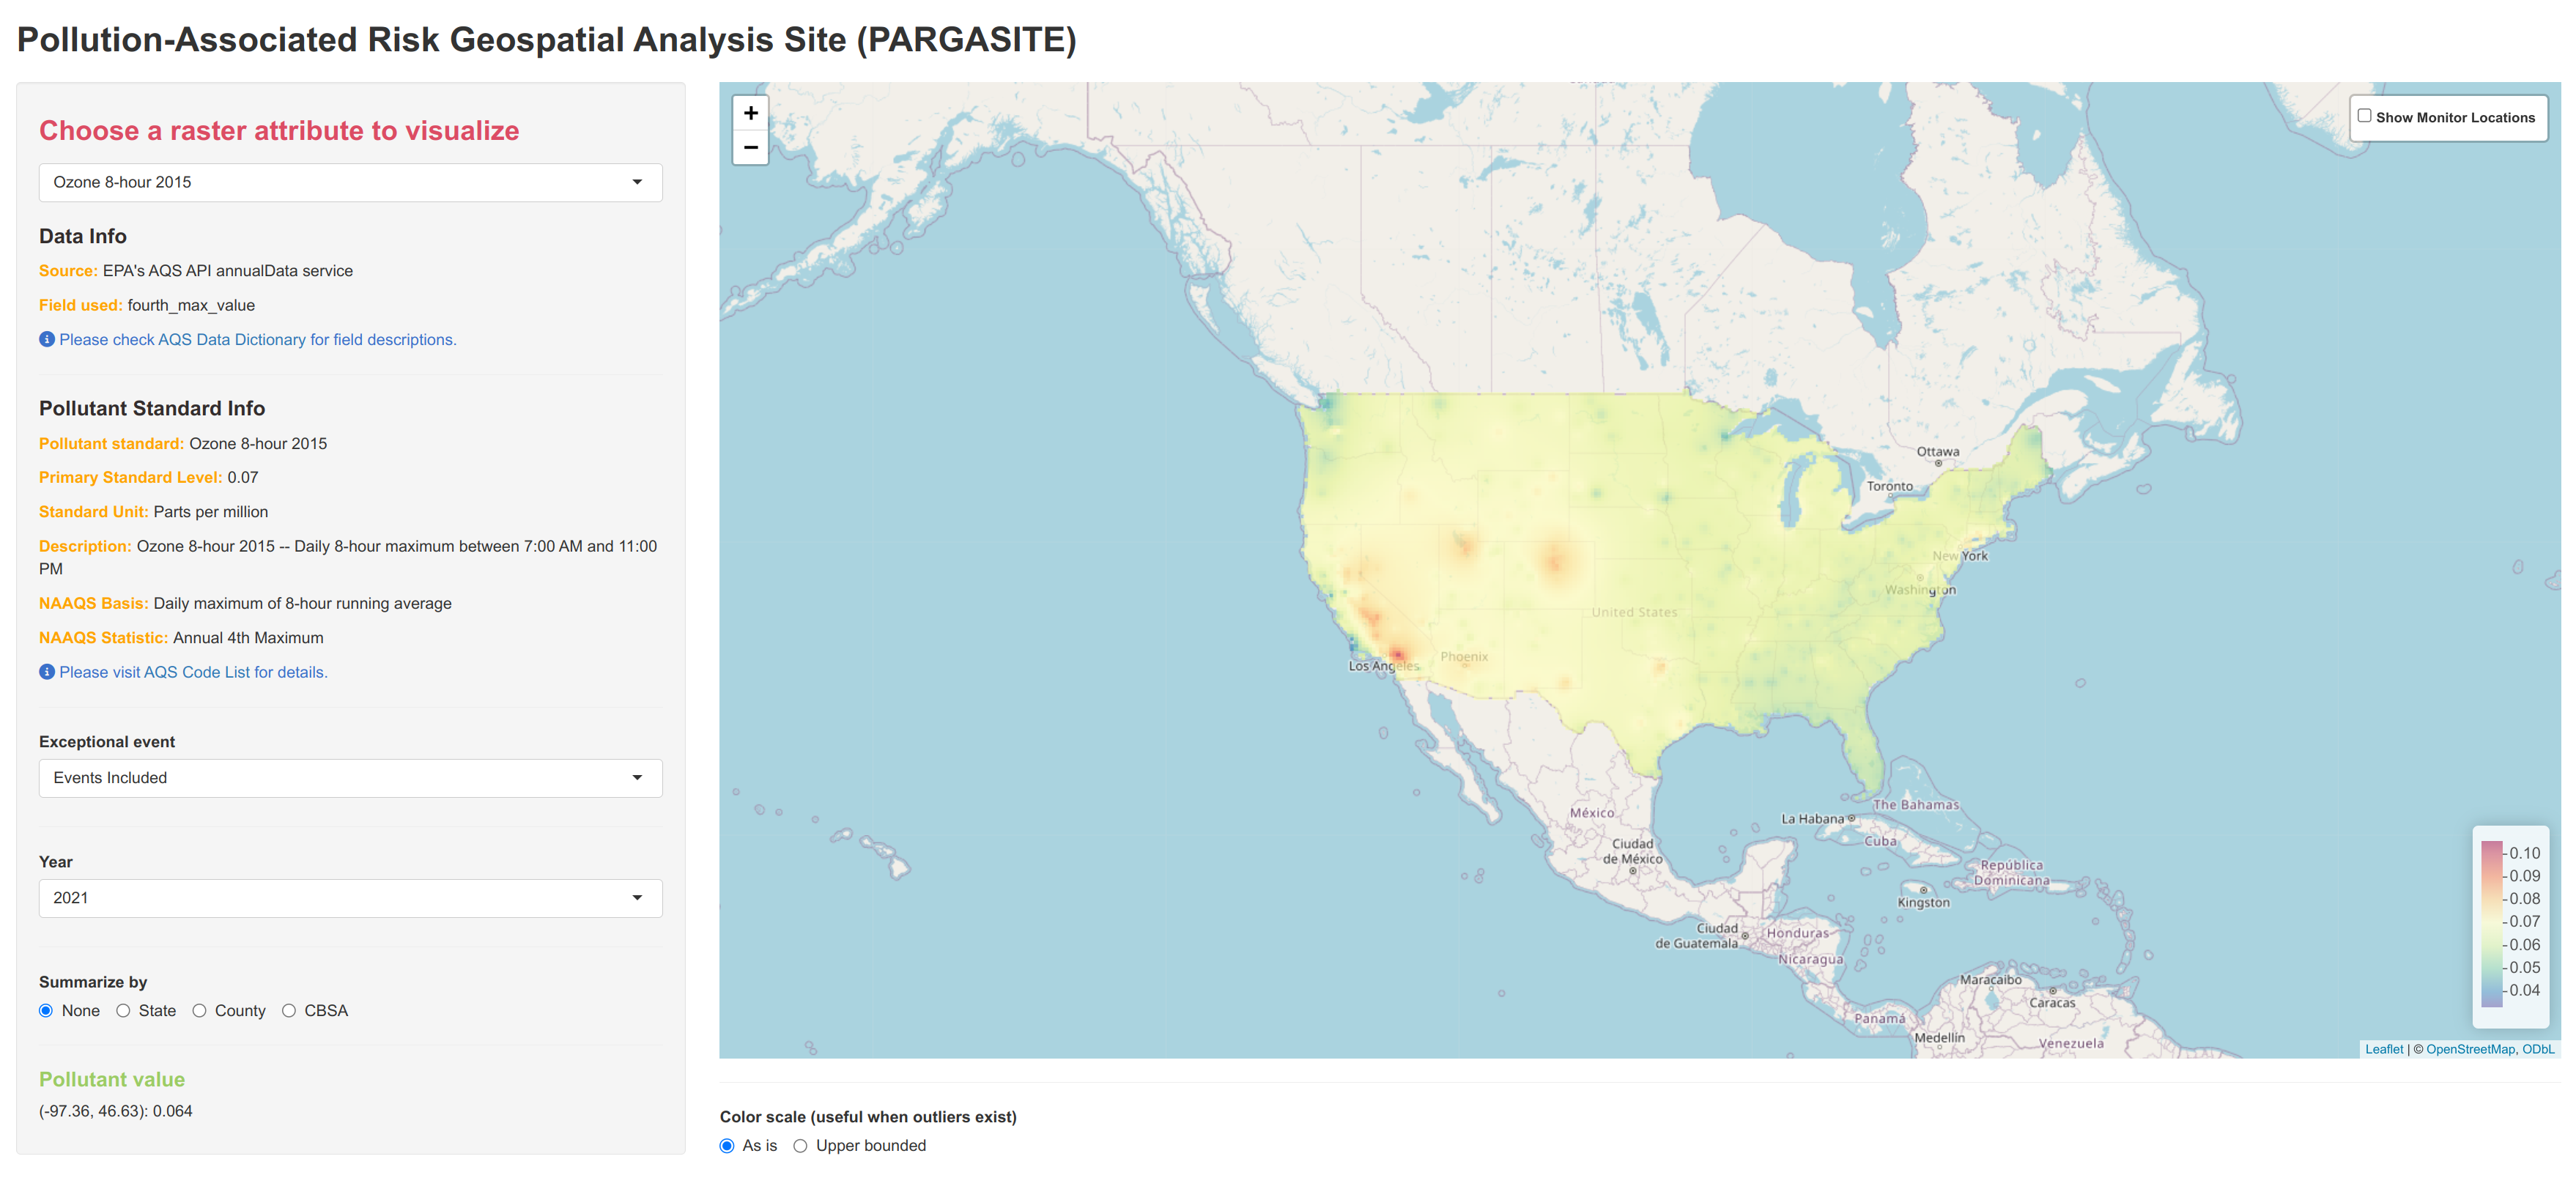 Pollution-Associated Risk Geospatial Analysis Site (PARGASITE)
Choose a raster attribute to visualize
Ozone 8-hour 2015
Data Info
Source: EPA's AQS API annualData service
Field used: fourth_max_value
Please check AQS Data Dictionary for field descriptions.
Pollutant Standard Info
Pollutant standard: Ozone 8-hour 2015
Primary Standard Level: 0.07
Standard Unit: Parts per million
Description: Ozone 8-hour 2015 -- Daily 8-hour maximum between 7:00 AM and 11:00
PM
NAAQS Basis: Daily maximum of 8-hour running average
NAAQS Statistic: Annual 4th Maximum
Please visit AQS Code List for details.
Exceptional event
Events Included
Year
2021
Summarize by
None State County CBSA
Pollutant value
(-97.36, 46.63): 0.064
+
−
Show Monitor Locations
Ottawa
Toronto
New York
Washington
United States
Phoenix
Los Angeles
The Bahamas
La Habana
México
Cuba
Ciudad
de México
República
Dominicana
Kingston
Ciudad
de Guatemala
Honduras
Nicaragua
Maracaibo
Caracas
Panamá
Medellín
Venezuela
0.10
0.09
0.08
0.07
0.06
0.05
0.04
Leaflet | © OpenStreetMap, ODbL
Color scale (useful when outliers exist)
As is Upper bounded